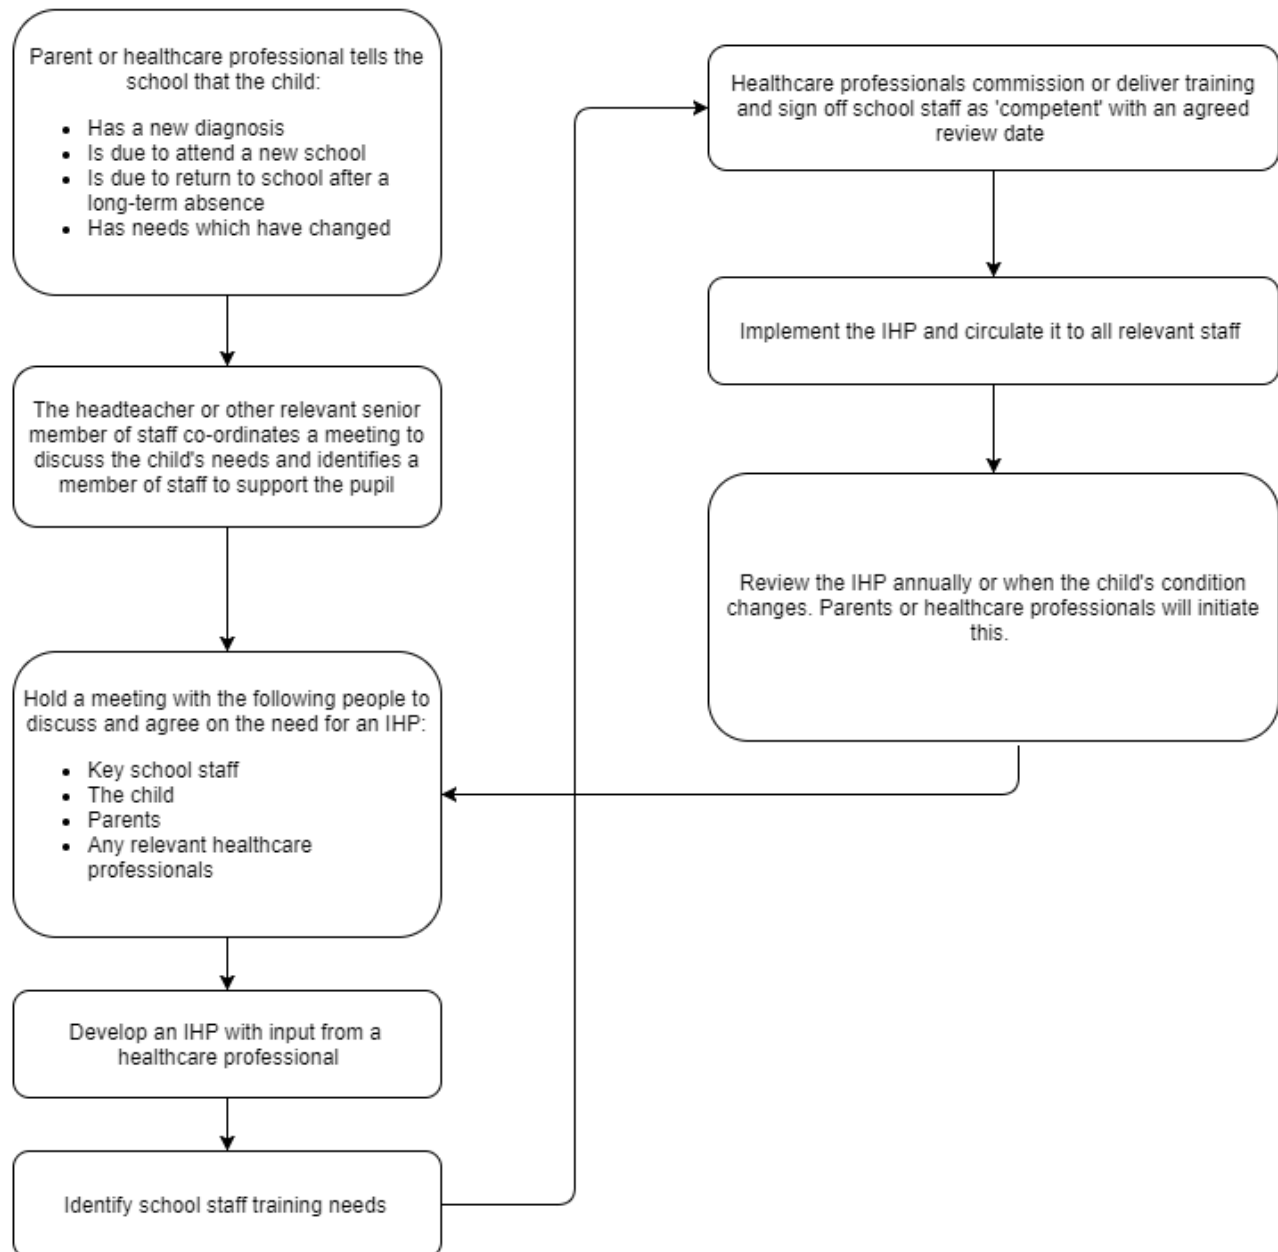 Parent or healthcare professional tells the
school that the child:
• Has a new diagnosis
• Is due to attend a new school
• Is due to return to school after a
long-term absence
• Has needs which have changed
The headteacher or other relevant senior
member of staff co-ordinates a meeting to
discuss the child's needs and identifies a
member of staff to support the pupil
Hold a meeting with the following people to
discuss and agree on the need for an IHP:
• Key school staff
• The child
• Parents
• Any relevant healthcare
professionals
Develop an IHP with input from a
healthcare professional
Identify school staff training needs
Healthcare professionals commission or deliver training
and sign off school staff as 'competent' with an agreed
review date
Implement the IHP and circulate it to all relevant staff
Review the IHP annually or when the child's condition
changes. Parents or healthcare professionals will initiate
this.